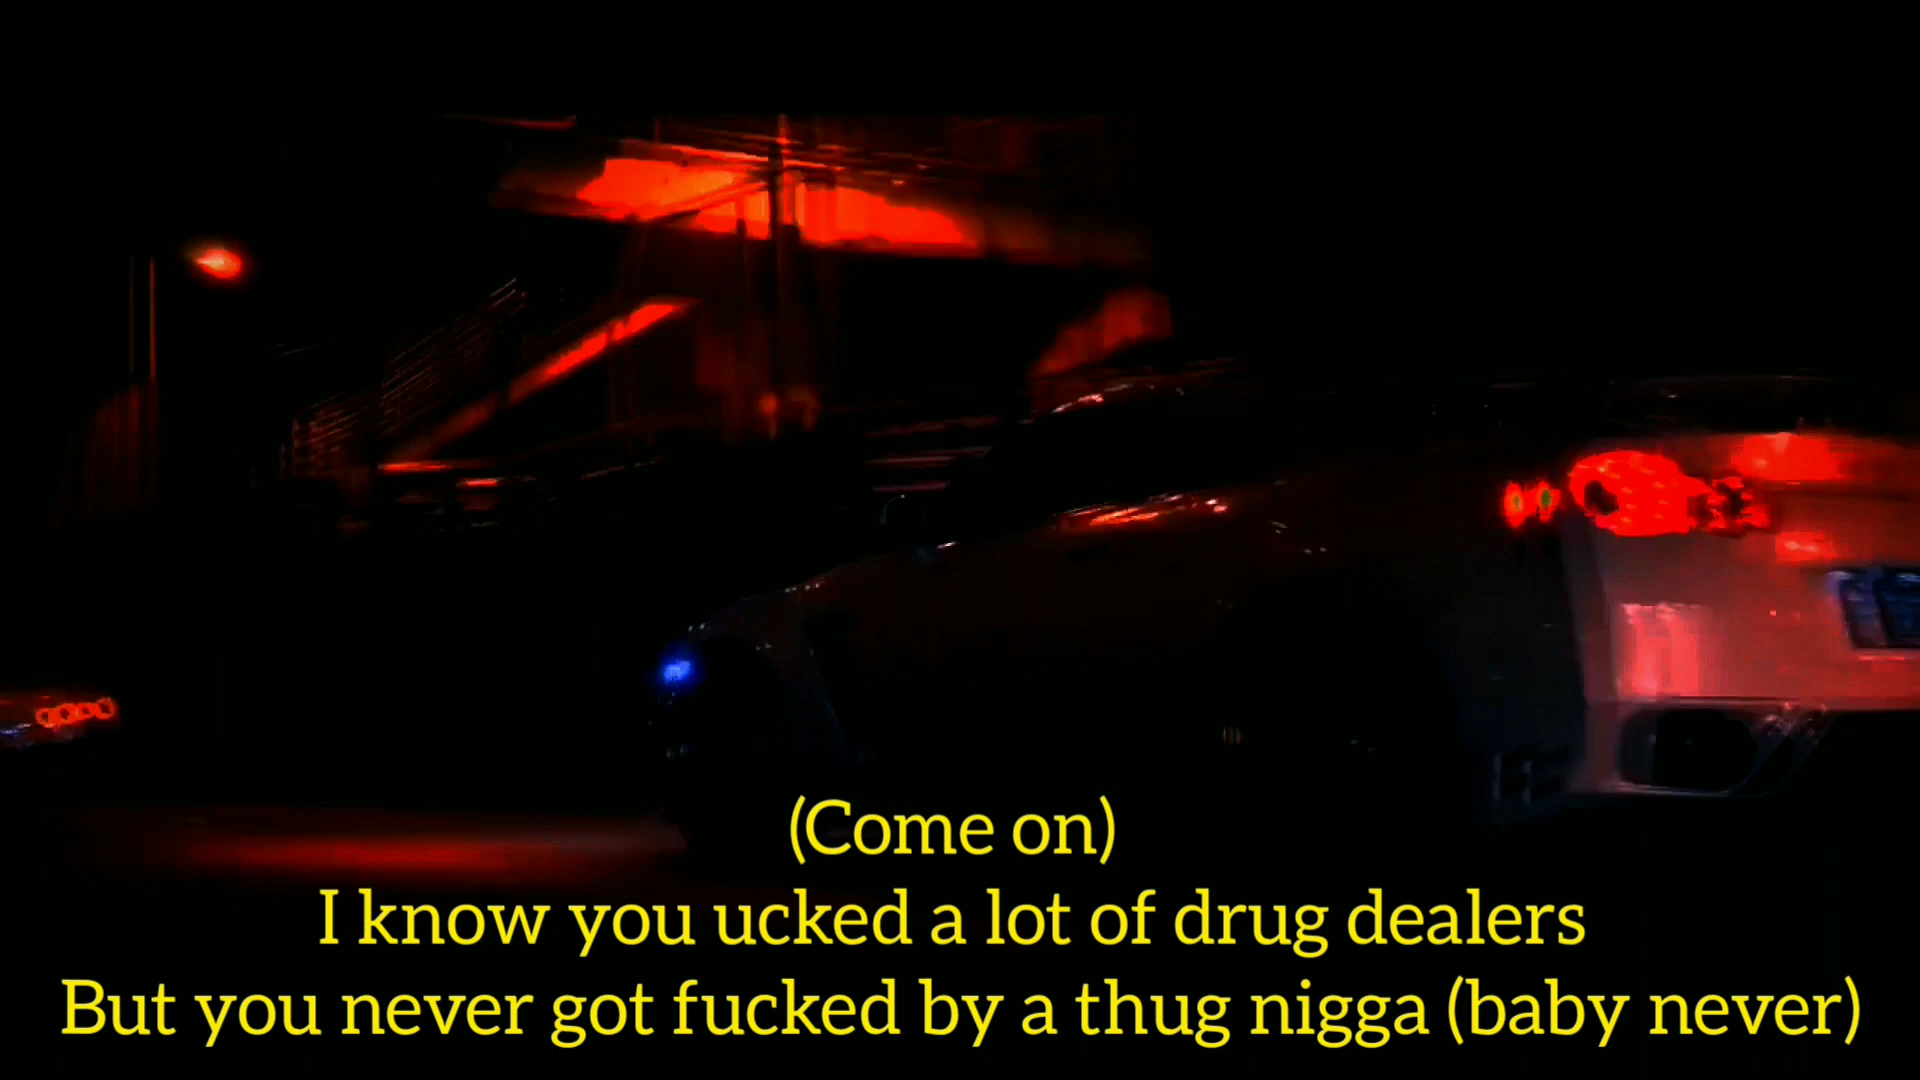 (Come on)
I know you ucked a lot of drug dealers
But you never got fucked by a thug nigga (baby never)